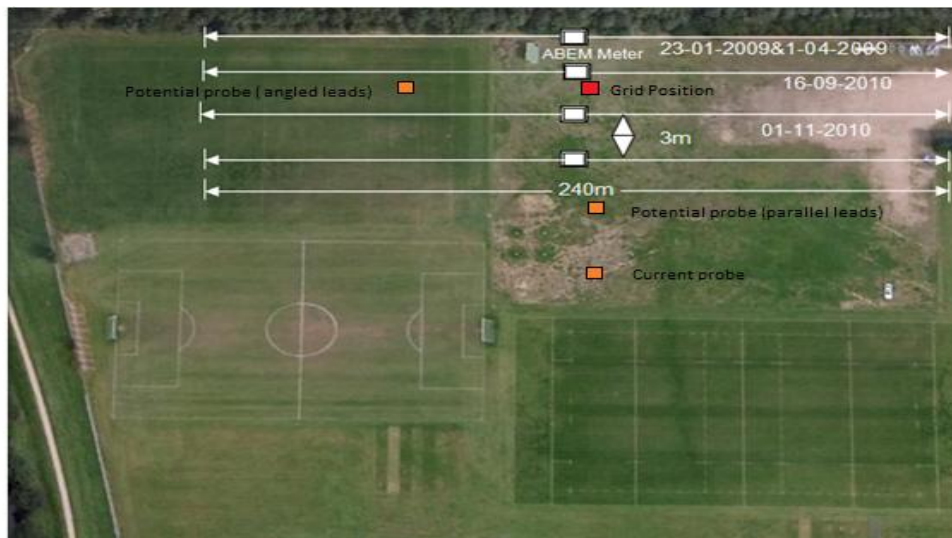 ABEM Meter
23-01-2009&1-04-2009
16-09-2010
Potential probe ( angled leads)
Grid Position
01-11-2010
3m
240m
Potential probe (parallel leads)
Current probe